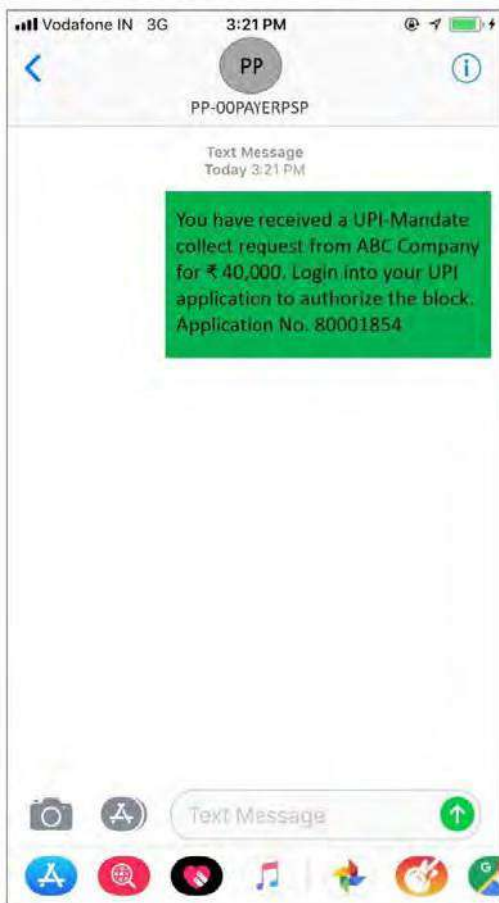 Vodafone IN 3G 3:21 PM
PP
PP-00PAYERPSP
Text Message
Today 3:21 PM
You have received a UPI-Mandate
collect request from ABC Company
for ₹ 40,000. Login into your UPI
application to authorize the block.
Application No. 80001854
Text Message
G